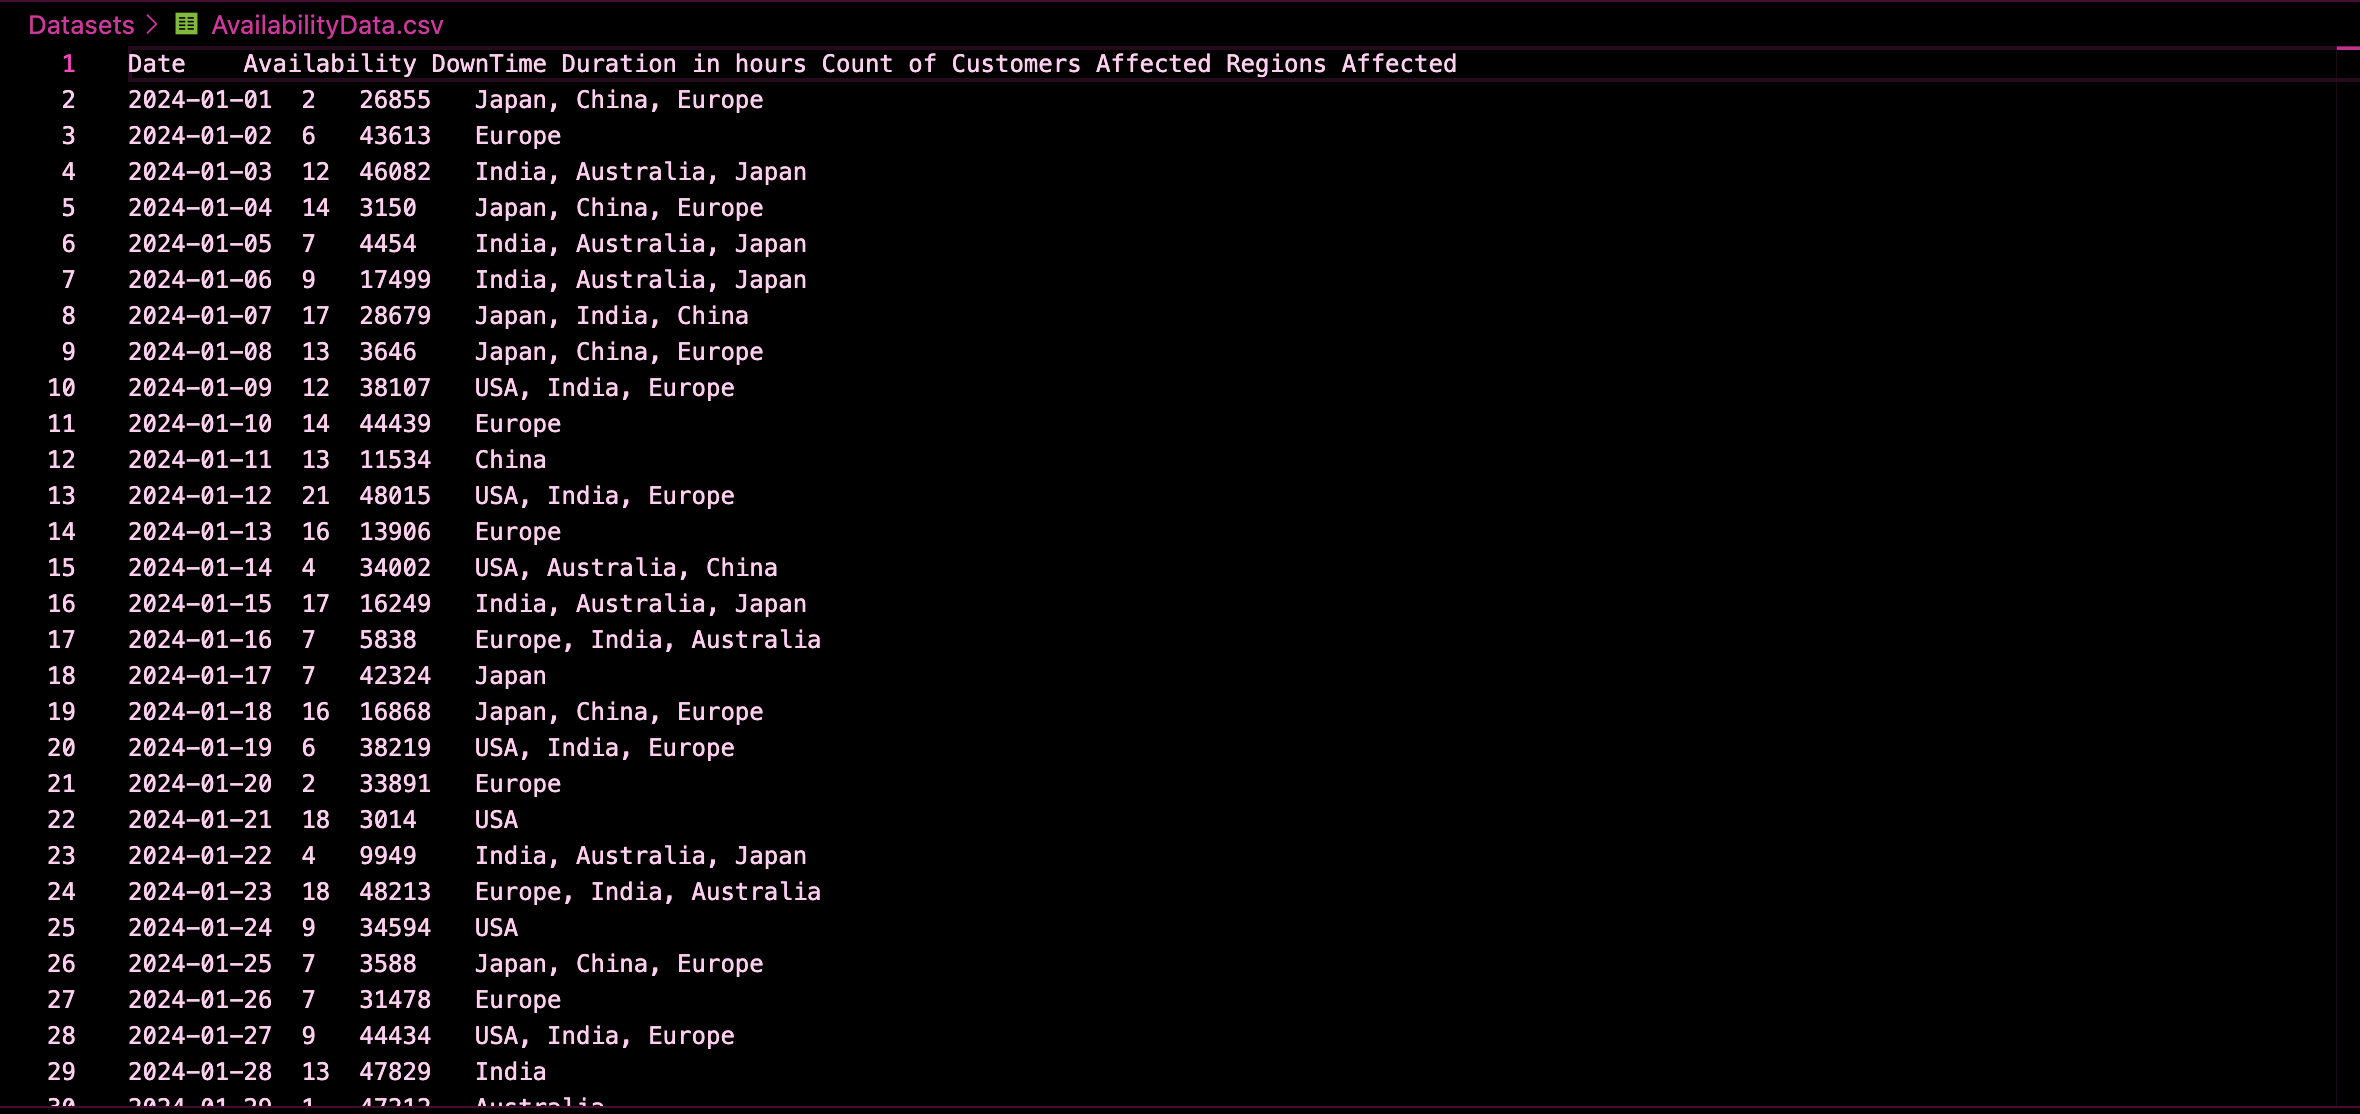 Datasets > AvailabilityData.csv
1 Date Availability DownTime Duration in hours Count of Customers Affected Regions Affected
2 2024-01-01 2 26855 Japan, China, Europe
3 2024-01-02 6 43613 Europe
4 2024-01-03 12 46082 India, Australia, Japan
5 2024-01-04 14 3150 Japan, China, Europe
6 2024-01-05 7 4454 India, Australia, Japan
7 2024-01-06 9 17499 India, Australia, Japan
8 2024-01-07 17 28679 Japan, India, China
9 2024-01-08 13 3646 Japan, China, Europe
10 2024-01-09 12 38107 USA, India, Europe
11 2024-01-10 14 44439 Europe
12 2024-01-11 13 11534 China
13 2024-01-12 21 48015 USA, India, Europe
14 2024-01-13 16 13906 Europe
15 2024-01-14 4 34002 USA, Australia, China
16 2024-01-15 17 16249 India, Australia, Japan
17 2024-01-16 7 5838 Europe, India, Australia
18 2024-01-17 7 42324 Japan
19 2024-01-18 16 16868 Japan, China, Europe
20 2024-01-19 6 38219 USA, India, Europe
21 2024-01-20 2 33891 Europe
22 2024-01-21 18 3014 USA
23 2024-01-22 4 9949 India, Australia, Japan
24 2024-01-23 18 48213 Europe, India, Australia
25 2024-01-24 9 34594 USA
26 2024-01-25 7 3588 Japan, China, Europe
27 2024-01-26 7 31478 Europe
28 2024-01-27 9 44434 USA, India, Europe
29 2024-01-28 13 47829 India
30 2024-01-29 1 Australia